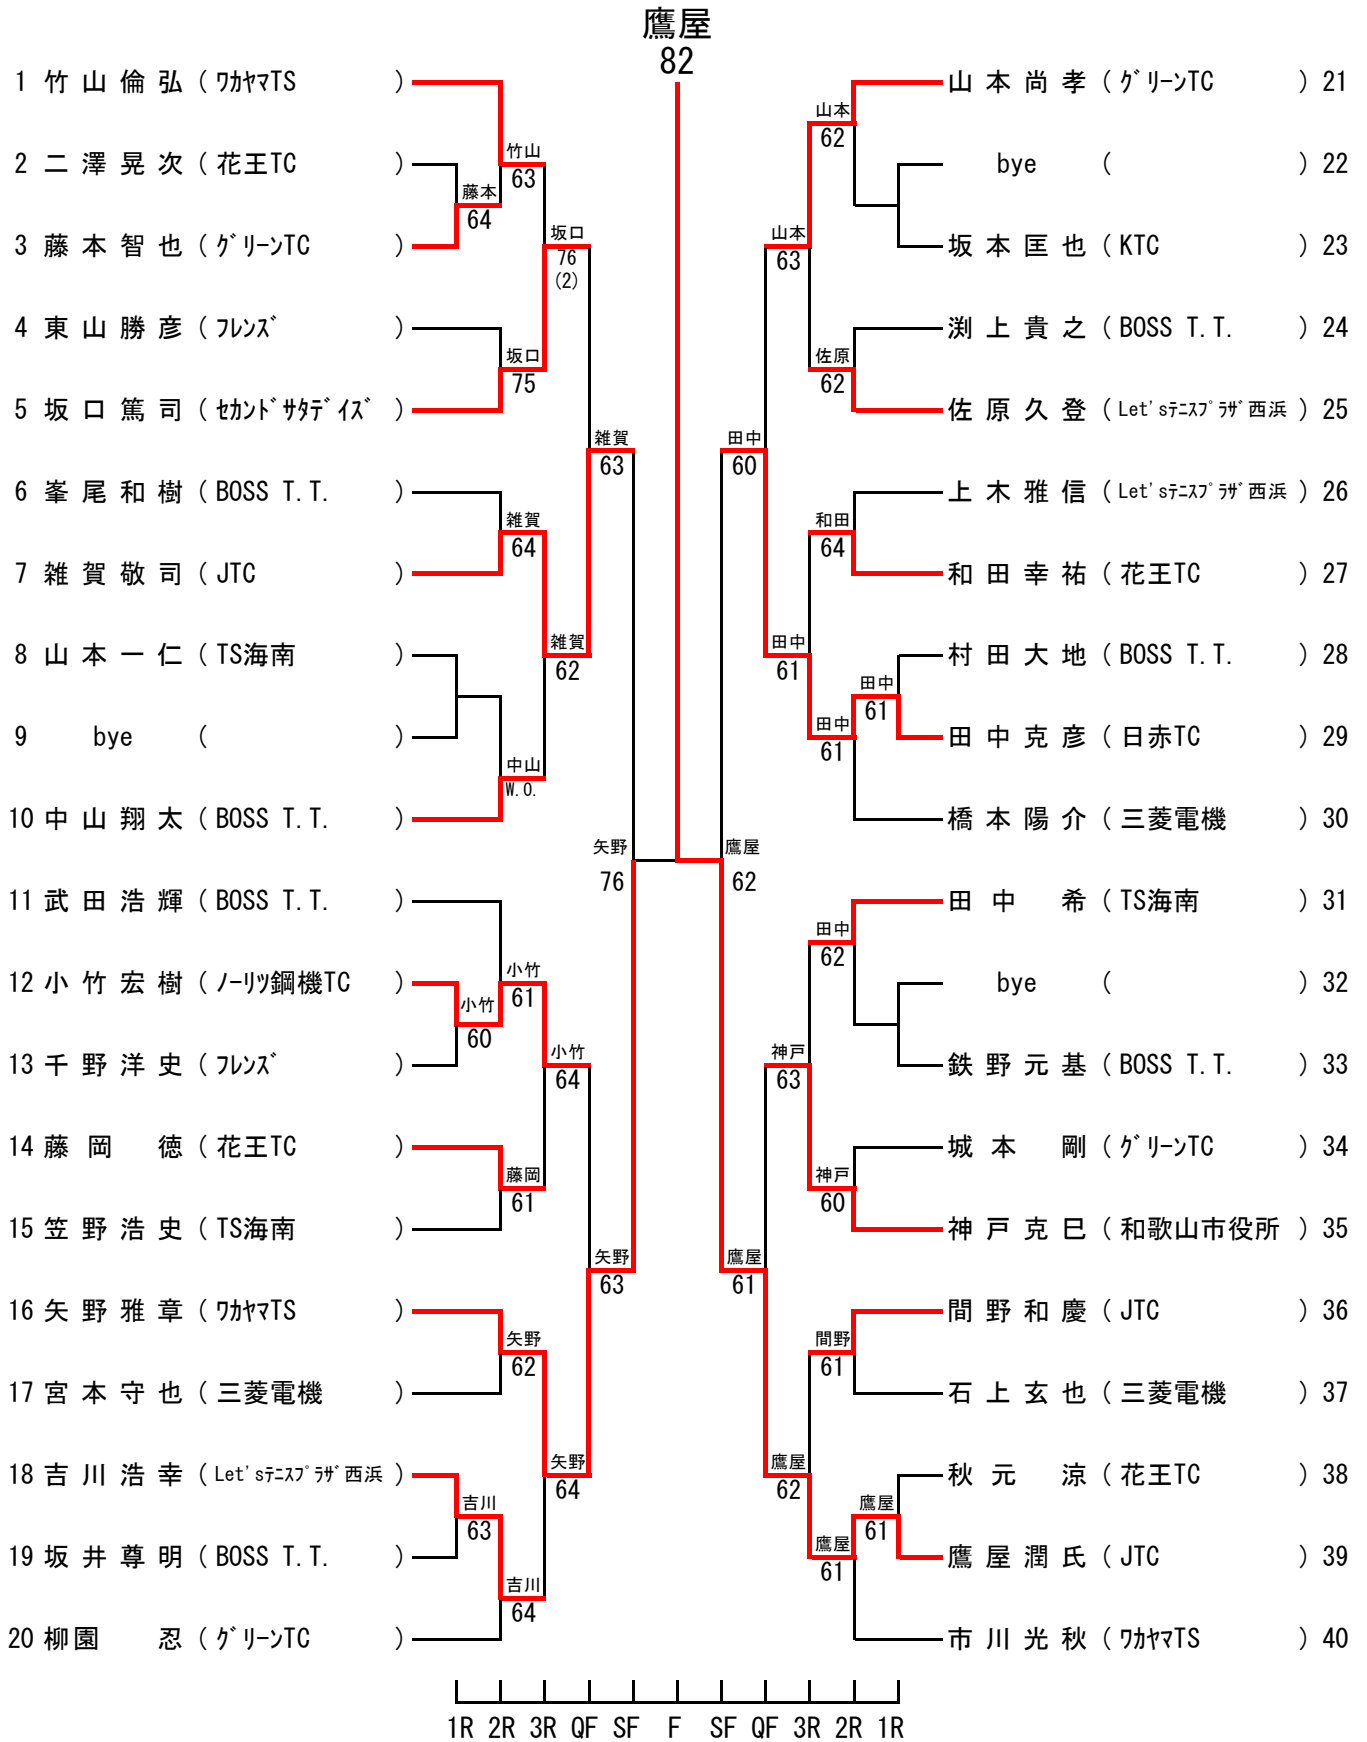 鷹屋
82
1 竹山倫弘 (ワカヤマTS)
2 二澤晃次 (花王TC)
3 藤本智也 (グリーンTC)
4 東山勝彦 (フレンズ)
5 坂口篤司 (セカンドサタデイズ)
6 峯尾和樹 (BOSS T.T.)
7 雑賀敬司 (JTC)
8 山本一仁 (TS海南)
9 bye ( )
10 中山翔太 (BOSS T.T.)
11 武田浩輝 (BOSS T.T.)
12 小竹宏樹 (ノーリツ鋼機TC)
13 千野洋史 (フレンズ)
14 藤岡 徳 (花王TC)
15 笠野浩史 (TS海南)
16 矢野雅章 (ワカヤマTS)
17 宮本守也 (三菱電機)
18 吉川浩幸 (Let'sテニスプラザ西浜)
19 坂井尊明 (BOSS T.T.)
20 柳園 忍 (グリーンTC)
藤本
64
小竹
60
吉川
63
竹山
63
坂口
75
雑賀
64
中山
W.O.
小竹
61
藤岡
61
矢野
62
吉川
64
坂口
76
(2)
雑賀
62
小竹
64
矢野
64
雑賀
63
矢野
63
矢野
76
鷹屋
62
田中
60
鷹屋
61
山本
63
田中
61
神戸
63
鷹屋
62
山本
62
佐原
62
和田
64
田中
61
田中
62
神戸
60
間野
61
鷹屋
61
田中
61
鷹屋
61
山本尚孝 (グリーンTC) 21
bye ( ) 22
坂本匡也 (KTC) 23
渕上貴之 (BOSS T.T.) 24
佐原久登 (Let'sテニスプラザ西浜) 25
上木雅信 (Let'sテニスプラザ西浜) 26
和田幸祐 (花王TC) 27
村田大地 (BOSS T.T.) 28
田中克彦 (日赤TC) 29
橋本陽介 (三菱電機) 30
田中 希 (TS海南) 31
bye ( ) 32
鉄野元基 (BOSS T.T.) 33
城本 剛 (グリーンTC) 34
神戸克巳 (和歌山市役所) 35
間野和慶 (JTC) 36
石上玄也 (三菱電機) 37
秋元 涼 (花王TC) 38
鷹屋潤氏 (JTC) 39
市川光秋 (ワカヤマTS) 40
1R 2R 3R QF SF F SF QF 3R 2R 1R